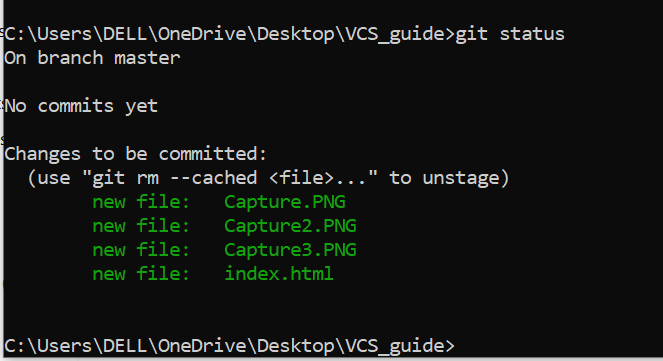 C:\Users\DELL\OneDrive\Desktop\VCS_guide>git status
On branch master
No commits yet
Changes to be committed:
(use "git rm --cached <file>..." to unstage)
new file: Capture.PNG
new file: Capture2.PNG
new file: Capture3.PNG
new file: index.html
C:\Users\DELL\OneDrive\Desktop\VCS_guide>